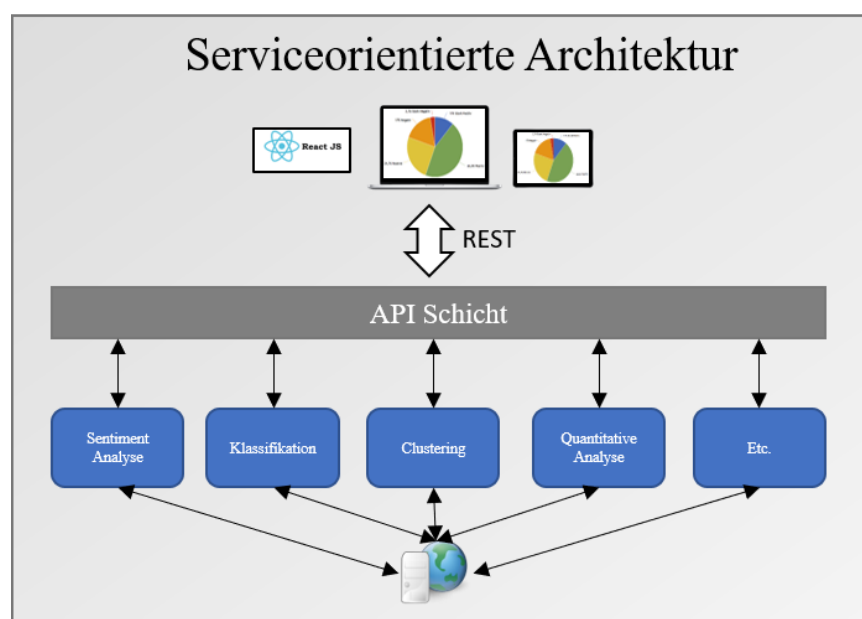 Serviceorientierte Architektur
React JS
REST
API Schicht
Sentiment
Analyse
Klassifikation
Clustering
Quantitative
Analyse
Etc.